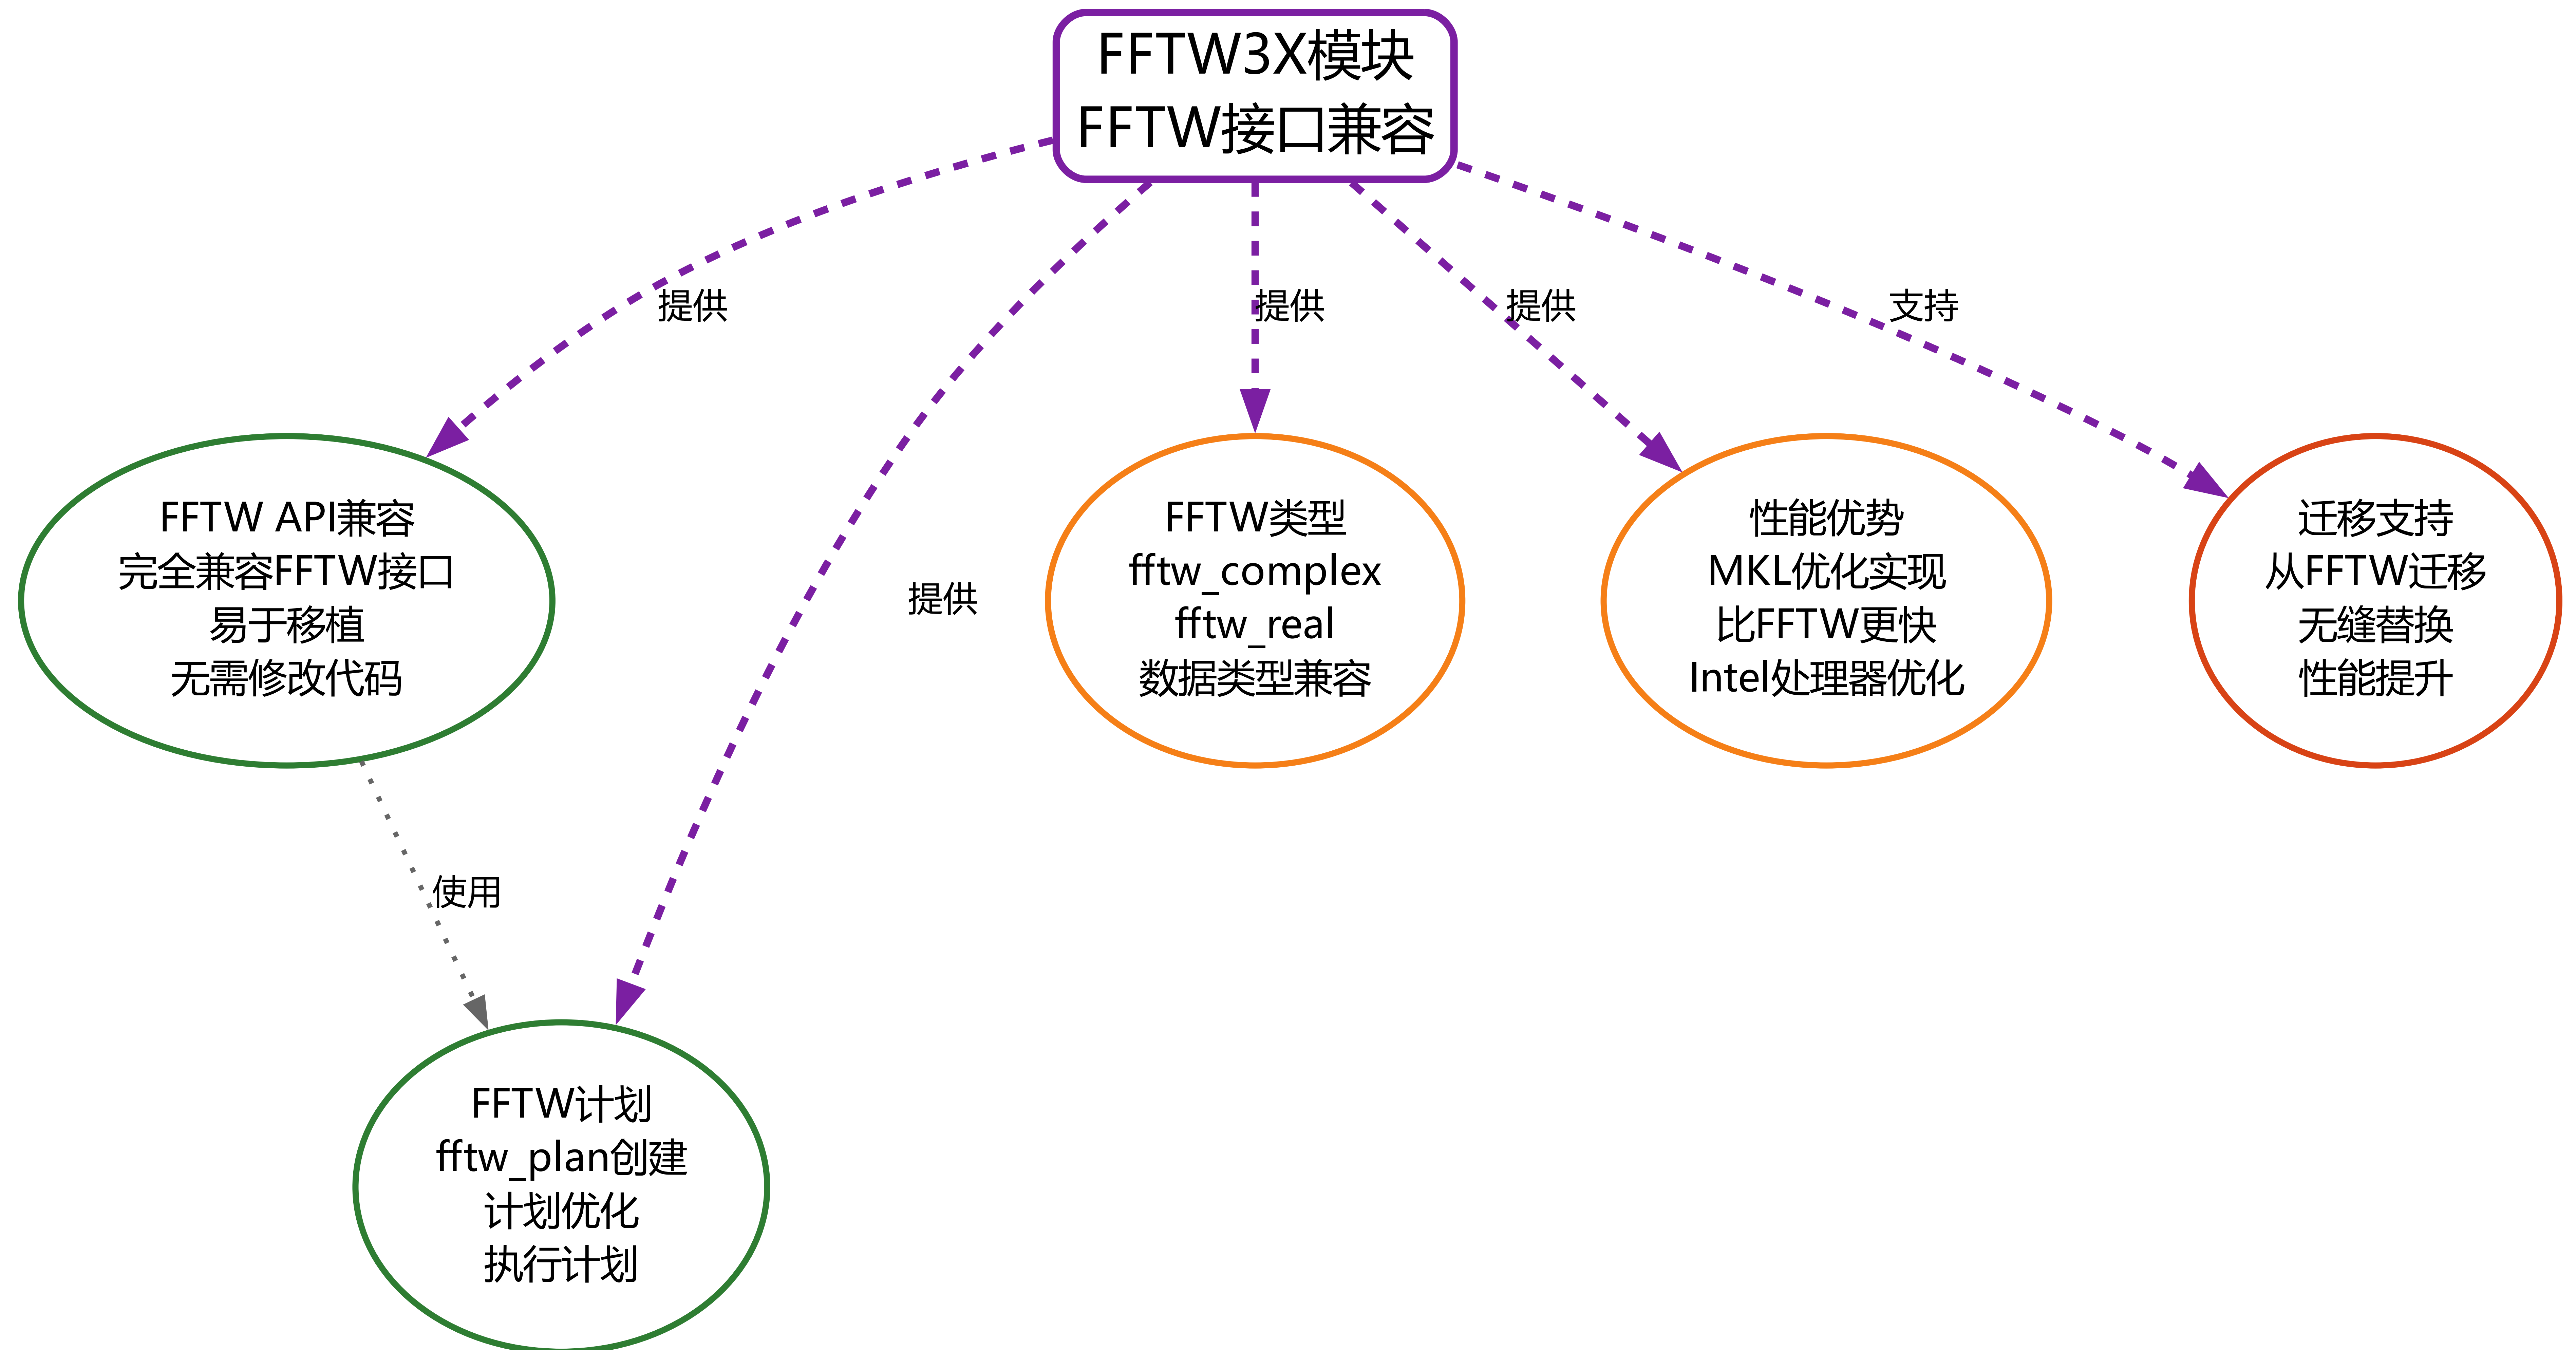 FFTW3X模块
FFTW接口兼容
提供
提供
提供
支持
FFTW API兼容
完全兼容FFTW接口
易于移植
无需修改代码
提供
FFTW类型
fftw_complex
fftw_real
数据类型兼容
性能优势
MKL优化实现
比FFTW更快
Intel处理器优化
迁移支持
从FFTW迁移
无缝替换
性能提升
使用
FFTW计划
fftw_plan创建
计划优化
执行计划